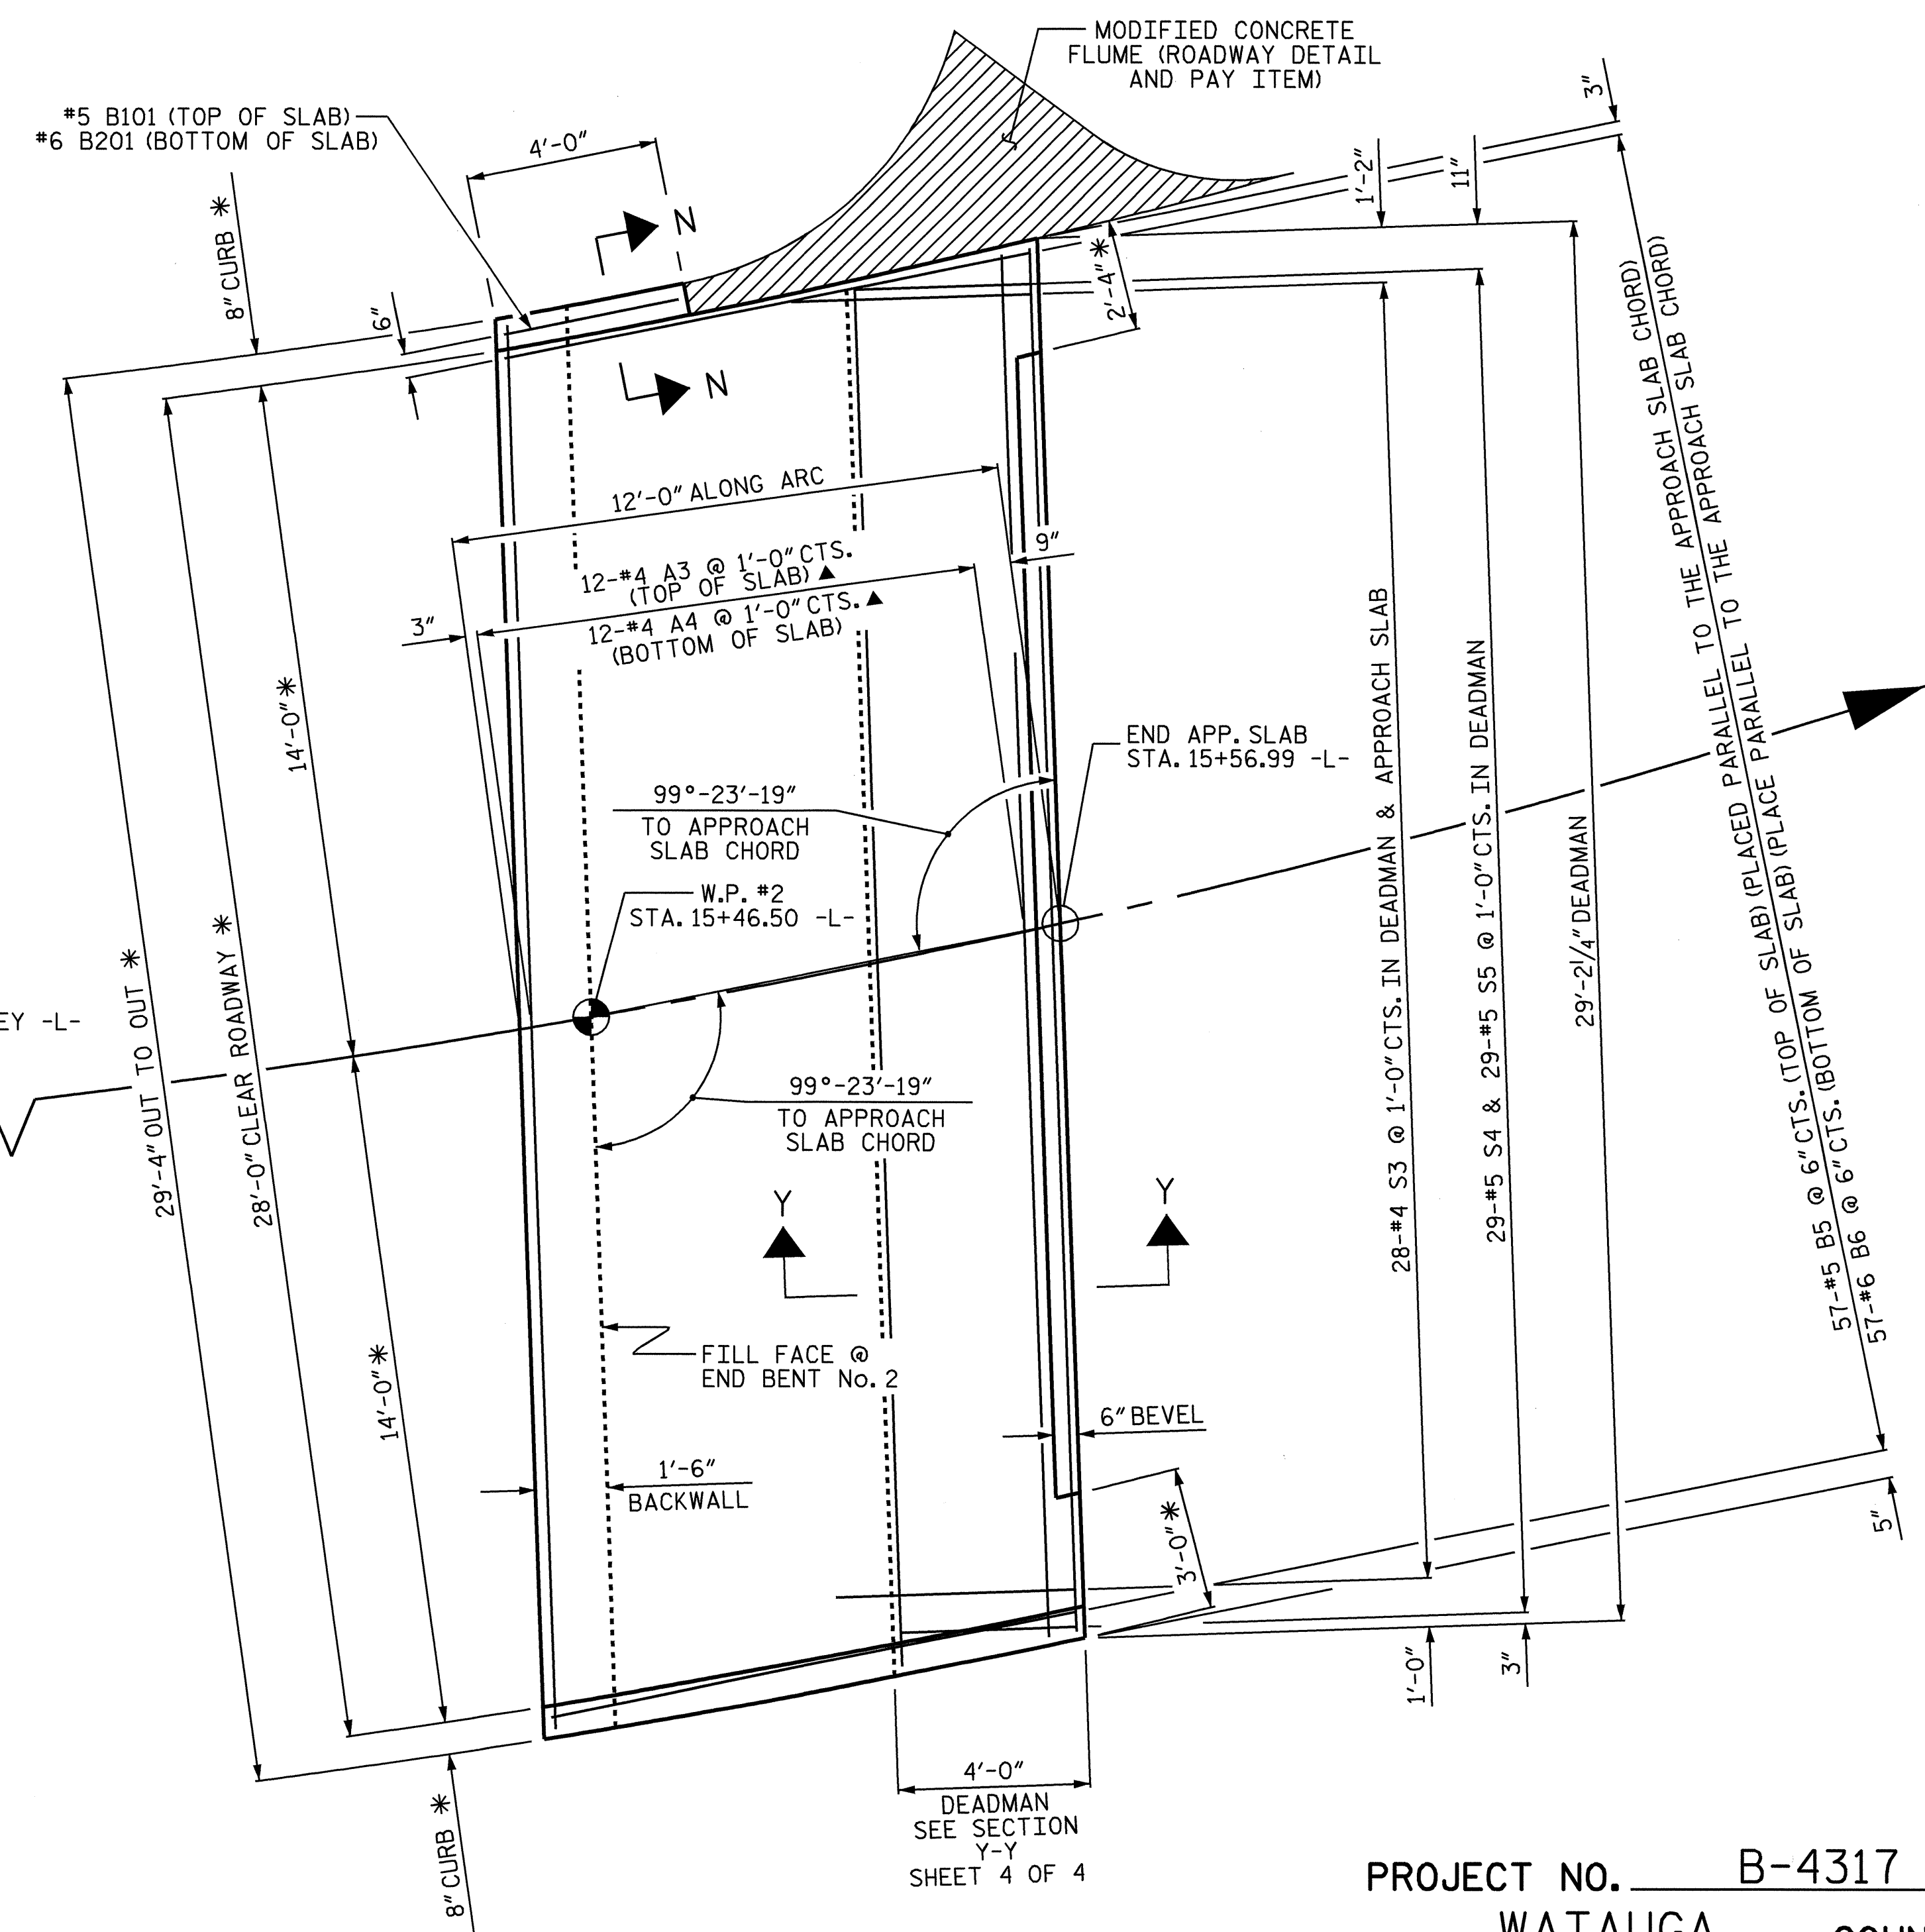 MODIFIED CONCRETE
FLUME (ROADWAY DETAIL
AND PAY ITEM)
#5 B101 (TOP OF SLAB)
#6 B201 (BOTTOM OF SLAB)
4'-0"
3"
8" CURB *
6"
1'-2"
11"
N
N
2'-4" *
12'-0" ALONG ARC
9"
12-#4 A3 @ 1'-0" CTS.
(TOP OF SLAB) ▲
12-#4 A4 @ 1'-0" CTS. ▲
(BOTTOM OF SLAB)
3"
14'-0" *
END APP. SLAB
STA. 15+56.99 -L-
99°-23'-19"
TO APPROACH
SLAB CHORD
W.P. #2
STA. 15+46.50 -L-
EY -L-
29'-4" OUT TO OUT *
28'-0" CLEAR ROADWAY *
99°-23'-19"
TO APPROACH
SLAB CHORD
28-#4 S3 @ 1'-0" CTS. IN DEADMAN & APPROACH SLAB
29-#5 S4 & 29-#5 S5 @ 1'-0" CTS. IN DEADMAN
29'-2 1/4" DEADMAN
57-#5 B5 @ 6" CTS. (TOP OF SLAB) (PLACED PARALLEL TO THE APPROACH SLAB CHORD)
57-#6 B6 @ 6" CTS. (BOTTOM OF SLAB) (PLACE PARALLEL TO THE APPROACH SLAB CHORD)
Y
Y
FILL FACE @
END BENT No. 2
14'-0" *
6" BEVEL
1'-6"
BACKWALL
3'-0" *
5"
1'-0"
3"
4'-0"
DEADMAN
SEE SECTION
Y-Y
SHEET 4 OF 4
8" CURB *
PROJECT NO. B-4317
WATAUGA